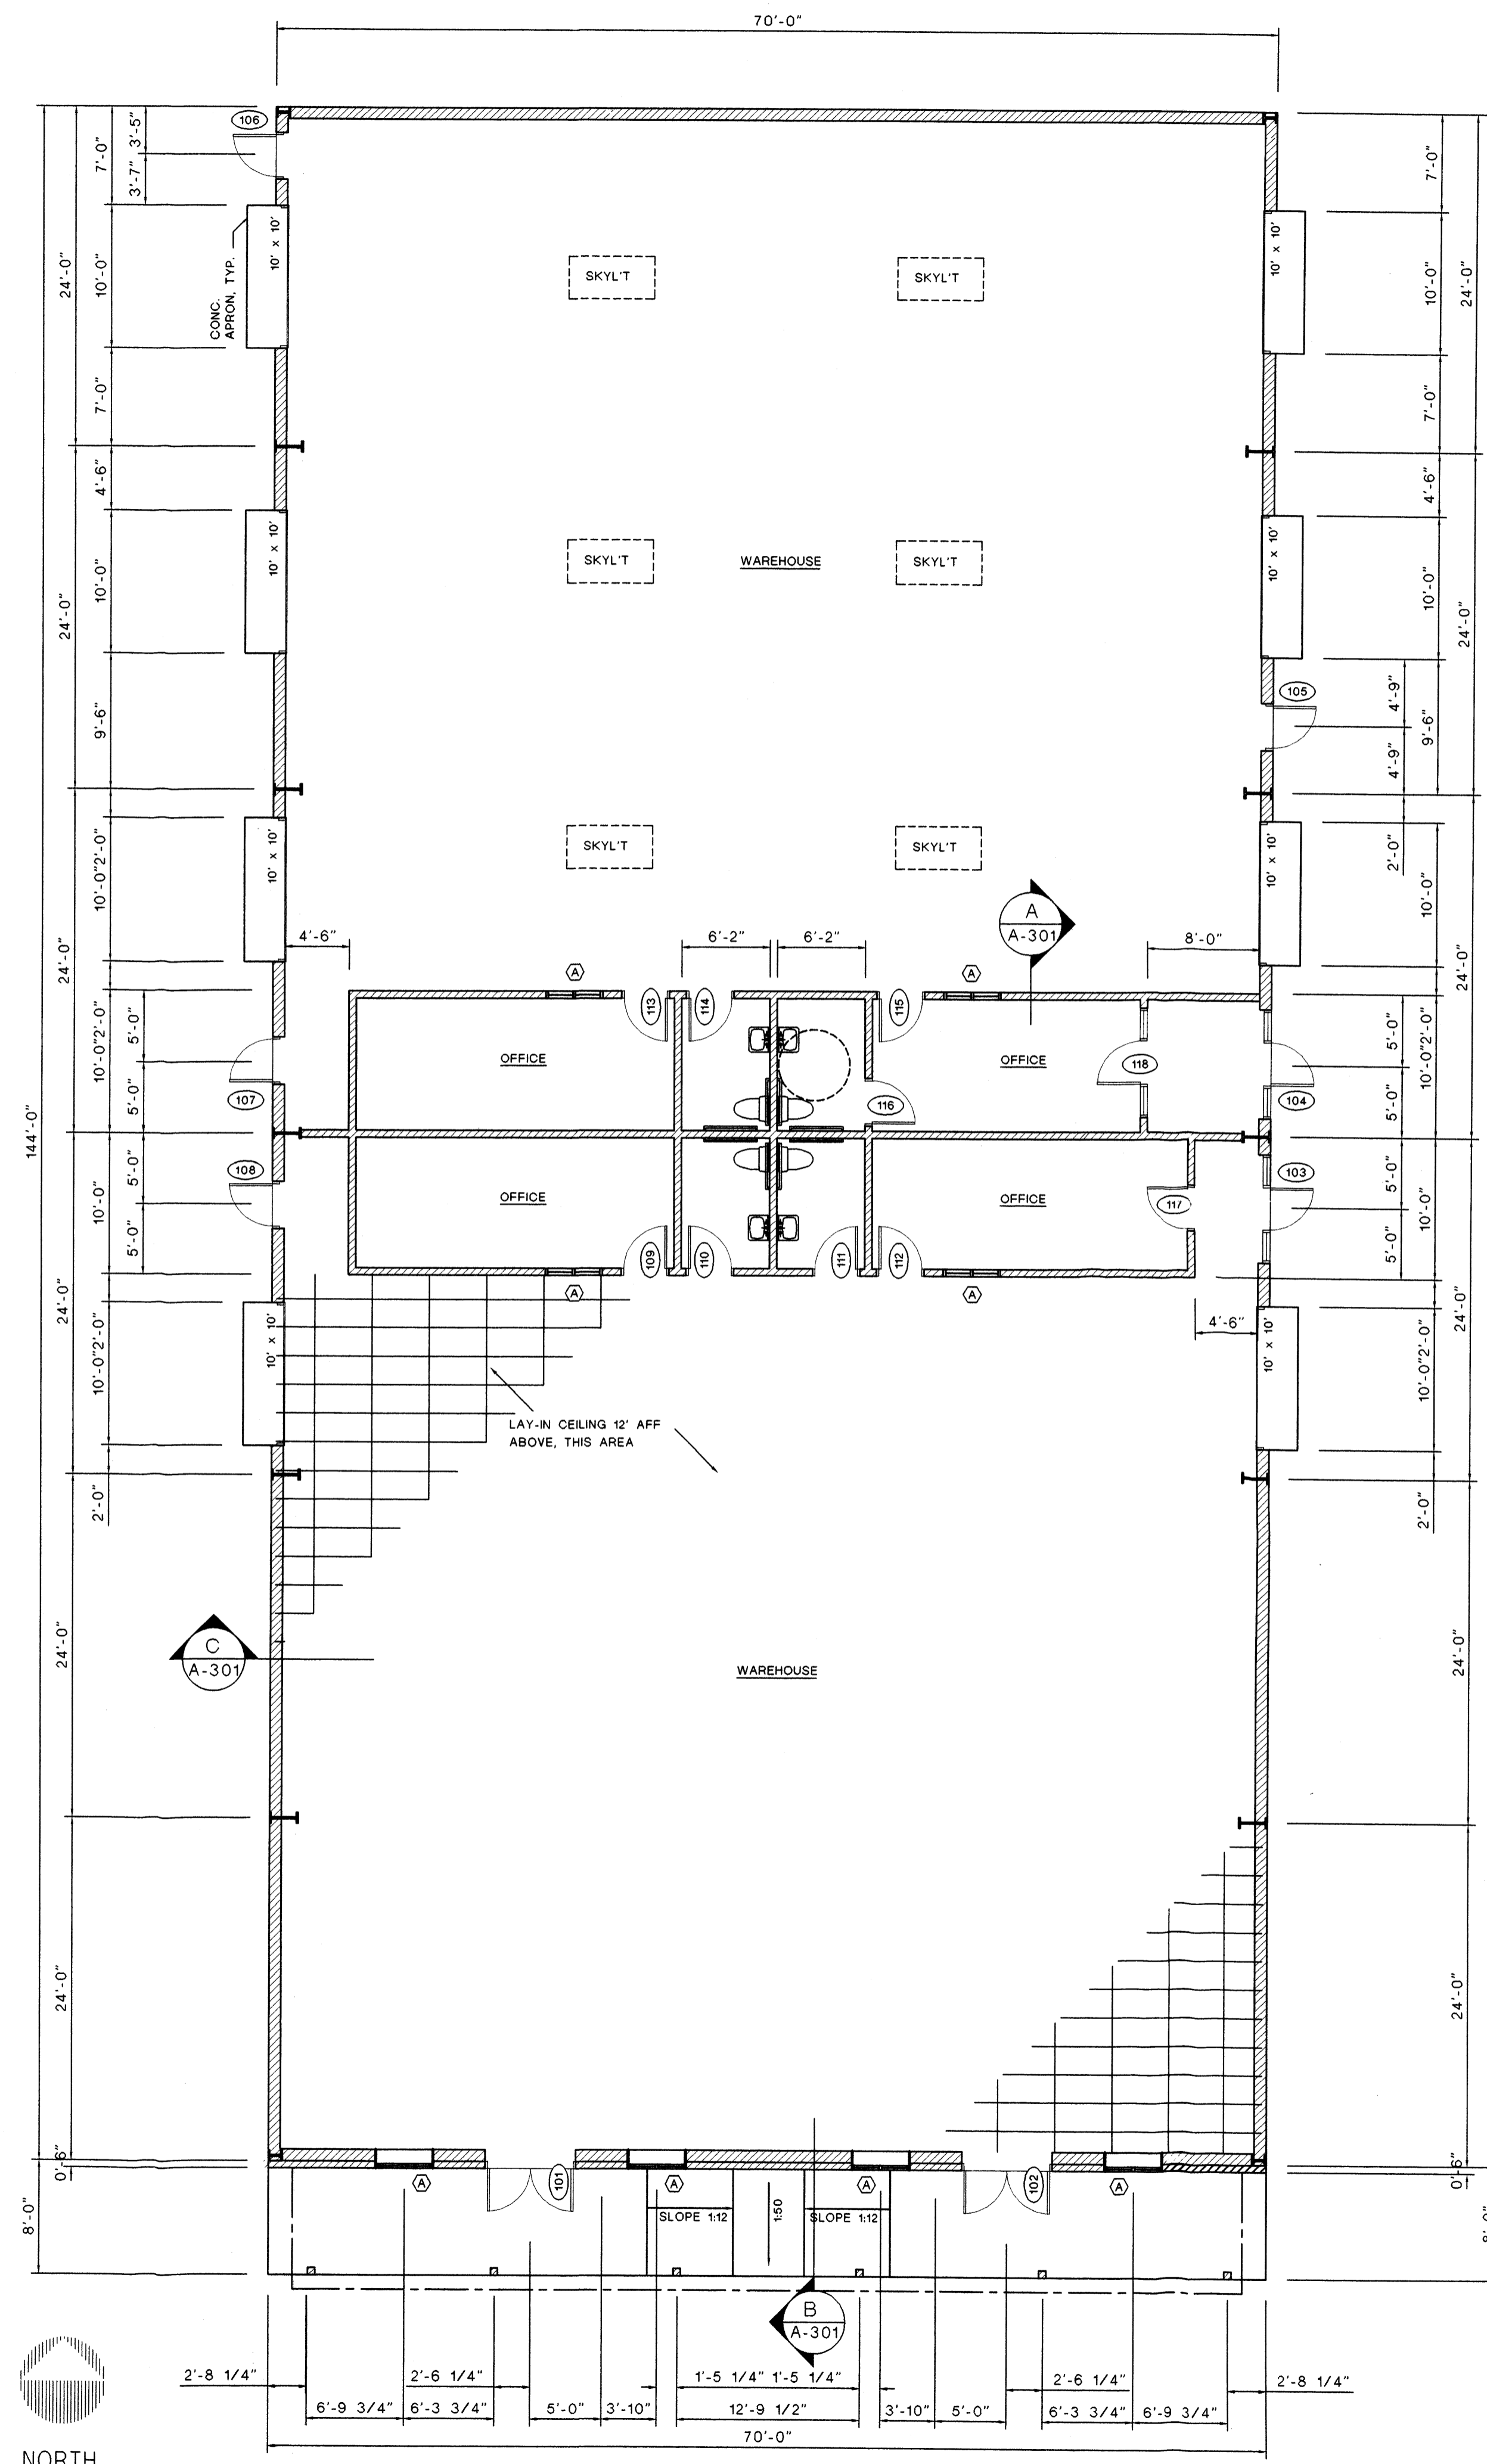 70'-0"
106
3'-5"
7'-0"
3'-7"
7'-0"
CONC.
APRON, TYP.
10' x 10'
SKYL'T
SKYL'T
10' x 10'
24'-0"
10'-0"
10'-0"
24'-0"
7'-0"
7'-0"
4'-6"
4'-6"
10' x 10'
SKYL'T
WAREHOUSE
SKYL'T
10' x 10'
24'-0"
10'-0"
10'-0"
24'-0"
105
4'-9"
9'-6"
9'-6"
4'-9"
2'-0"
10' x 10'
SKYL'T
SKYL'T
10' x 10'
10'-0"2'-0"
10'-0"
A
A-301
4'-6"
6'-2"
6'-2"
8'-0"
24'-0"
24'-0"
A
A
113
114
115
5'-0"
10'-0"2'-0"
5'-0"
10'-0"2'-0"
OFFICE
OFFICE
118
107
116
104
5'-0"
5'-0"
144'-0"
108
103
5'-0"
10'-0"
5'-0"
10'-0"
OFFICE
OFFICE
117
5'-0"
109
110
111
112
5'-0"
A
A
24'-0"
24'-0"
10' x 10'
4'-6"
10' x 10'
10'-0"2'-0"
10'-0"2'-0"
LAY-IN CEILING 12' AFF
ABOVE, THIS AREA
2'-0"
2'-0"
C
A-301
24'-0"
24'-0"
WAREHOUSE
24'-0"
24'-0"
0'-6"
0'-6"
A
101
A
A
102
A
8'-0"
SLOPE 1:12
1:50
SLOPE 1:12
8'-0"
B
A-301
2'-8 1/4"
2'-6 1/4"
1'-5 1/4"
1'-5 1/4"
2'-6 1/4"
2'-8 1/4"
6'-9 3/4"
6'-3 3/4"
5'-0"
3'-10"
12'-9 1/2"
3'-10"
5'-0"
6'-3 3/4"
6'-9 3/4"
70'-0"
NORTH